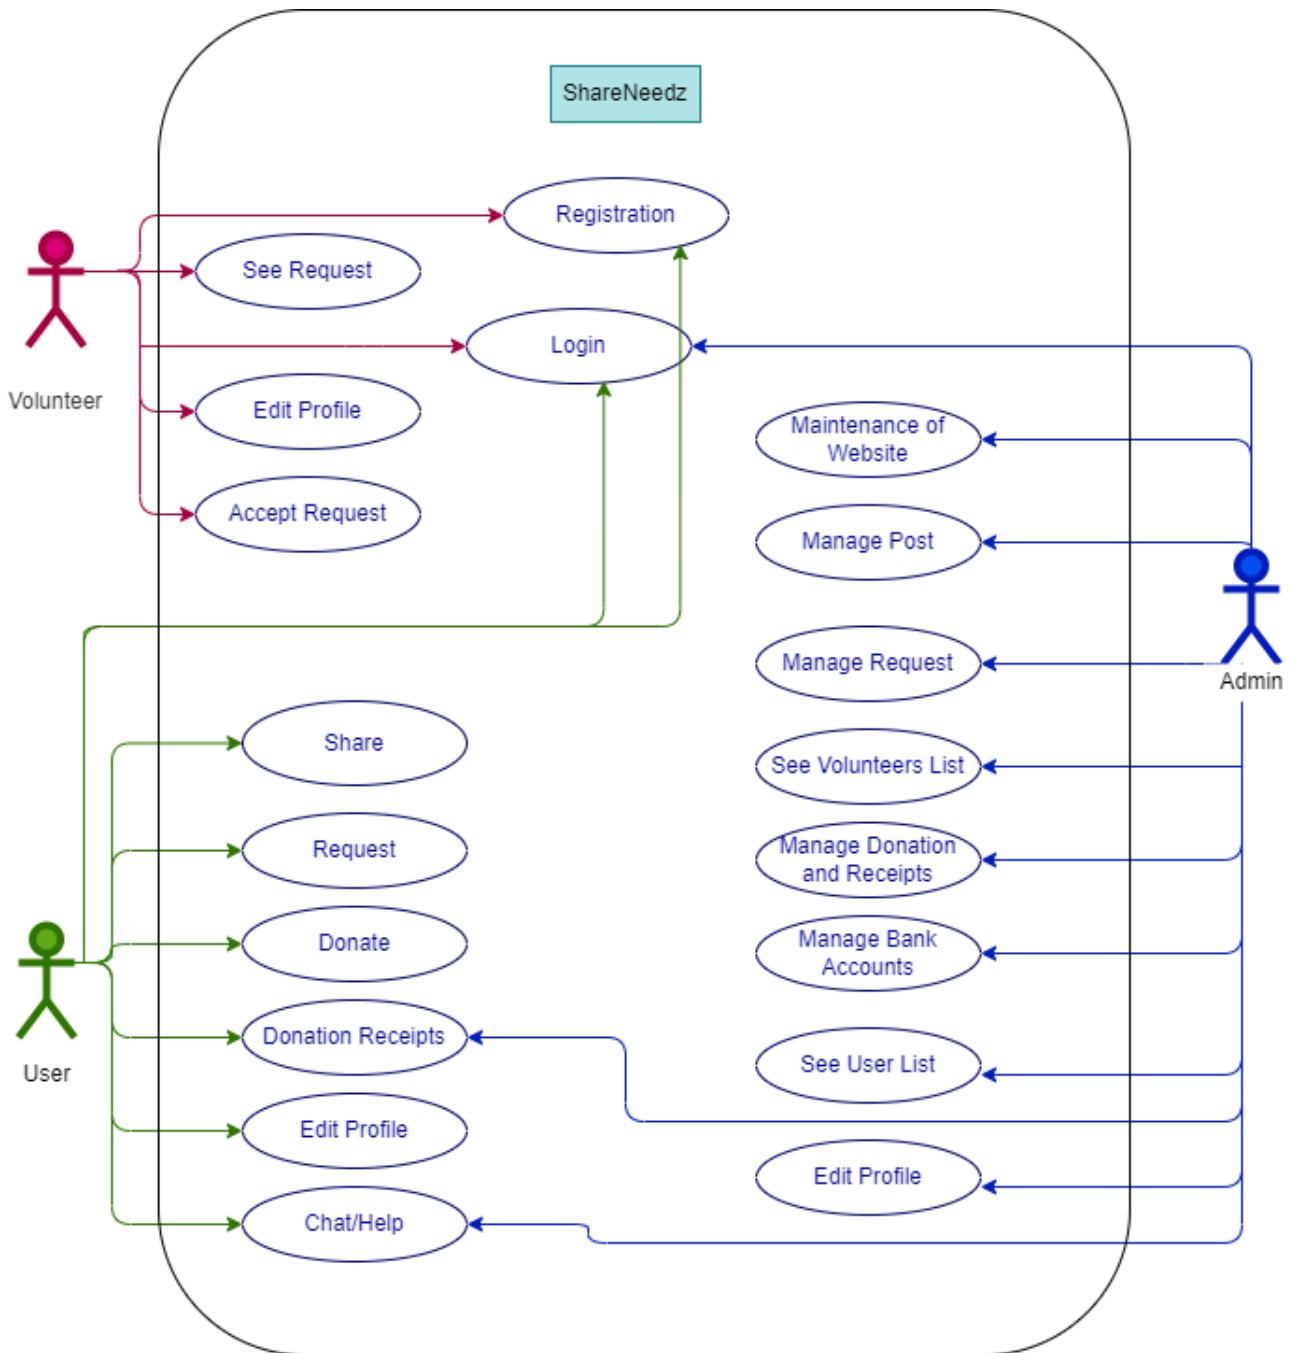 ShareNeedz
Registration
See Request
Login
Volunteer
Edit Profile
Maintenance of
Website
Accept Request
Manage Post
Manage Request
Admin
Share
See Volunteers List
Request
Manage Donation
and Receipts
Donate
Manage Bank
Accounts
Donation Receipts
User
See User List
Edit Profile
Edit Profile
Chat/Help